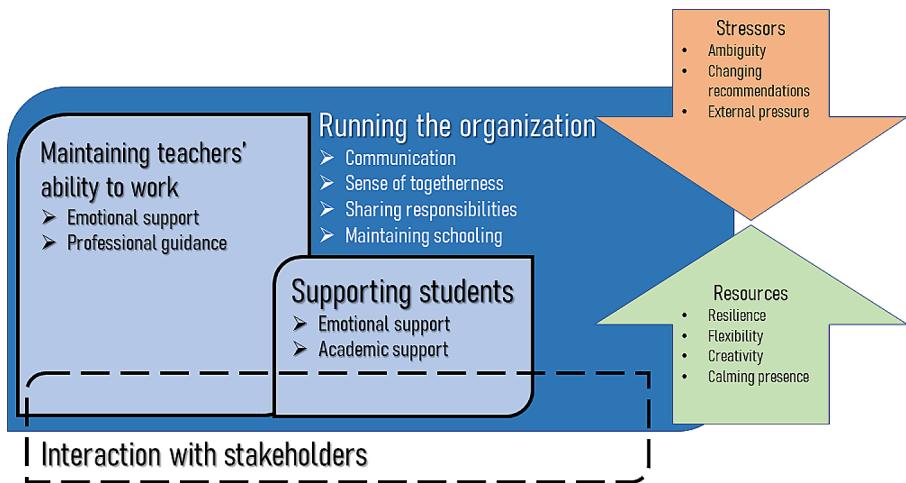 Stressors
• Ambiguity
• Changing
recommendations
• External pressure
Running the organization
➢ Communication
➢ Sense of togetherness
➢ Sharing responsibilities
➢ Maintaining schooling
Maintaining teachers'
ability to work
➢ Emotional support
➢ Professional guidance
Supporting students
➢ Emotional support
➢ Academic support
Resources
• Resilience
• Flexibility
• Creativity
• Calming presence
Interaction with stakeholders